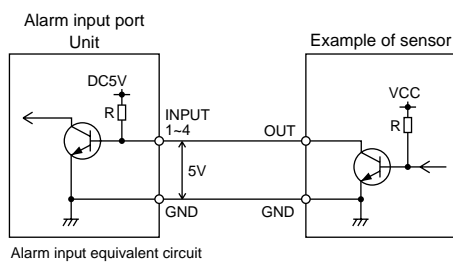 Alarm input port
Unit
Example of sensor
DC5V
VCC
R
INPUT
1~4
OUT
R
5V
GND
GND
Alarm input equivalent circuit